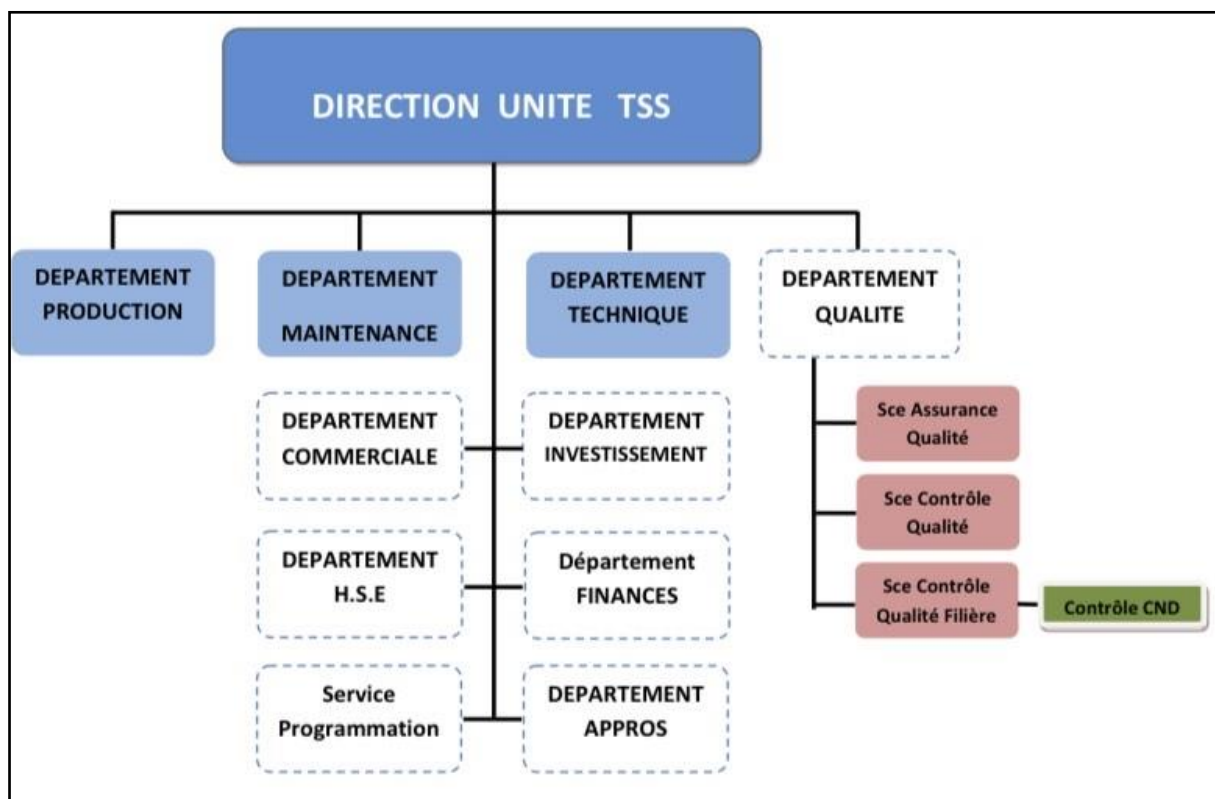 DIRECTION UNITE TSS
DEPARTEMENT
PRODUCTION
DEPARTEMENT
MAINTENANCE
DEPARTEMENT
TECHNIQUE
DEPARTEMENT
QUALITE
DEPARTEMENT
COMMERCIALE
DEPARTEMENT
INVESTISSEMENT
DEPARTEMENT
H.S.E
Département
FINANCES
Service
Programmation
DEPARTEMENT
APPROS
Sce Assurance
Qualité
Sce Contrôle
Qualité
Sce Contrôle
Qualité Filière
Contrôle CND